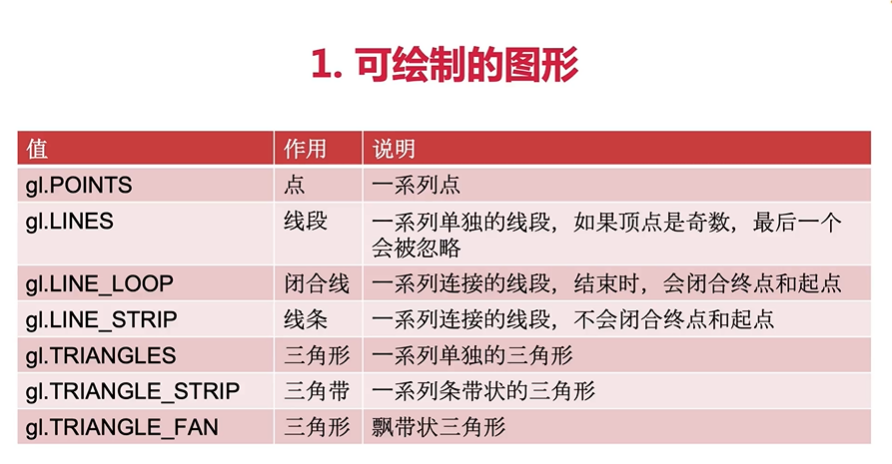 1. 可绘制的图形
值 作用 说明
gl.POINTS 点 一系列点
gl.LINES 线段 一系列单独的线段，如果顶点是奇数，最后一个
会被忽略
gl.LINE_LOOP 闭合线 一系列连接的线段，结束时，会闭合终点和起点
gl.LINE_STRIP 线条 一系列连接的线段，不会闭合终点和起点
gl.TRIANGLES 三角形 一系列单独的三角形
gl.TRIANGLE_STRIP 三角带 一系列条带状的三角形
gl.TRIANGLE_FAN 三角形 飘带状三角形